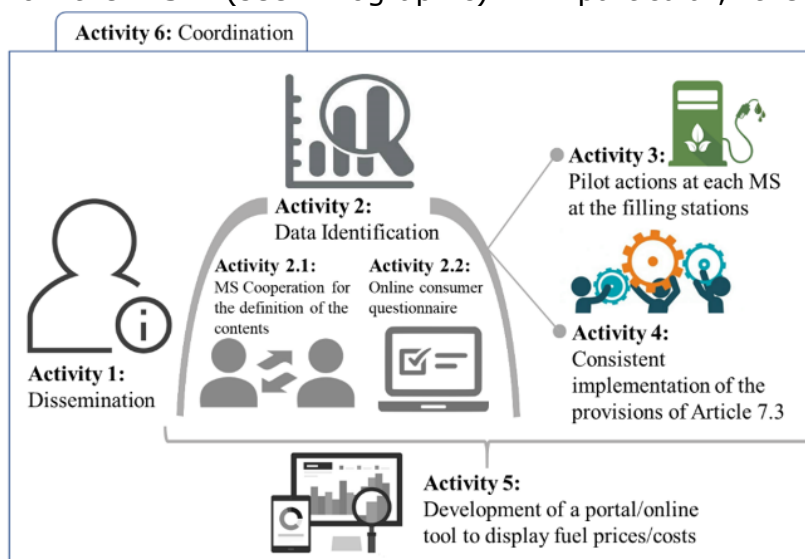 Activity 6: Coordination
Activity 3:
Pilot actions at each MS
at the filling stations
Activity 2:
Data Identification
Activity 2.1:
MS Cooperation for
the definition of the
contents
Activity 2.2:
Online consumer
questionnaire
Activity 1:
Dissemination
Activity 4:
Consistent
implementation of the
provisions of Article 7.3
Activity 5:
Development of a portal/online
tool to display fuel prices/costs